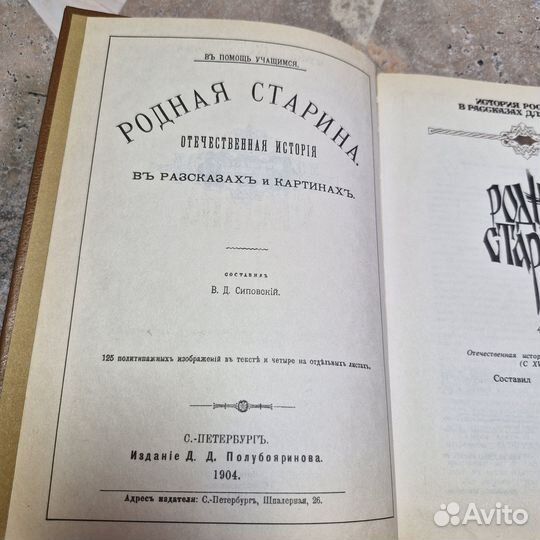 ВЪ ПОМОЩЬ УЧАЩИМСЯ.
РОДНАЯ СТАРИНА.
ОТЕЧЕСТВЕННАЯ ИСТОРІЯ
ВЪ РАЗСКАЗАХЪ И КАРТИНАХЪ.
СОСТАВИЛЪ
В. Д. Сиповскій.
125 политипажныхъ изображеній въ текстѣ и четыре на отдѣльныхъ листахъ.
С.-ПЕТЕРБУРГЪ.
Изданіе Д. Д. Полубояринова.
1904.
Адресъ издателя: С.-Петербургъ, Шпалерная, 26.
ИСТОРИЯ РОС
В РАССКАЗАХ ДЛ
РОДН
СТАР
Отечественная истор
(С XV
Составил
Avito